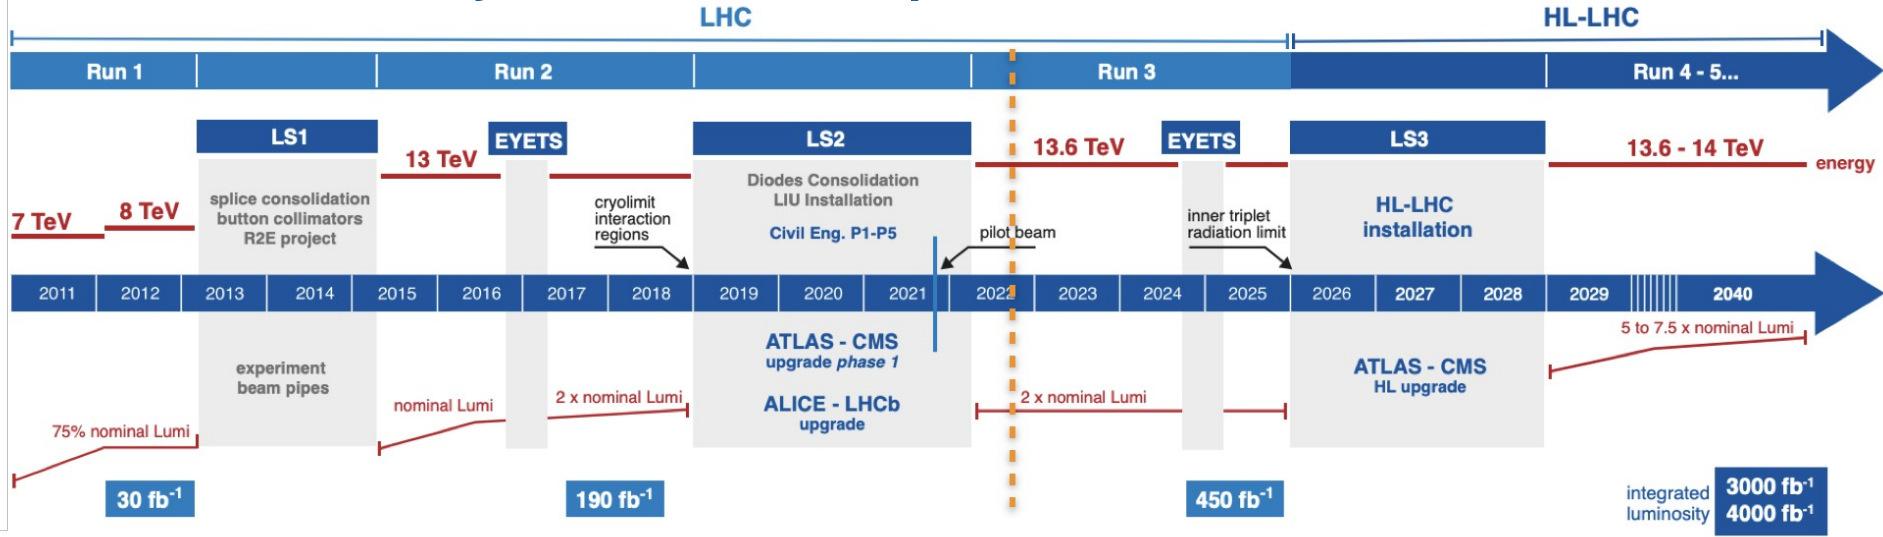 LHC
HL-LHC
Run 1
Run 2
Run 3
Run 4 - 5...
LS1
EYETS
LS2
EYETS
LS3
13 TeV
13.6 TeV
13.6 - 14 TeV
energy
7 TeV
8 TeV
splice consolidation
button collimators
R2E project
cryolimit
interaction
regions
Diodes Consolidation
LIU Installation
Civil Eng. P1-P5
pilot beam
inner triplet
radiation limit
HL-LHC
installation
2011
2012
2013
2014
2015
2016
2017
2018
2019
2020
2021
2022
2023
2024
2025
2026
2027
2028
2029
2040
5 to 7.5 x nominal Lumi
experiment
beam pipes
ATLAS - CMS
upgrade phase 1
ALICE - LHCb
upgrade
ATLAS - CMS
HL upgrade
75% nominal Lumi
nominal Lumi
2 x nominal Lumi
2 x nominal Lumi
30 fb⁻¹
190 fb⁻¹
450 fb⁻¹
integrated
luminosity
3000 fb⁻¹
4000 fb⁻¹